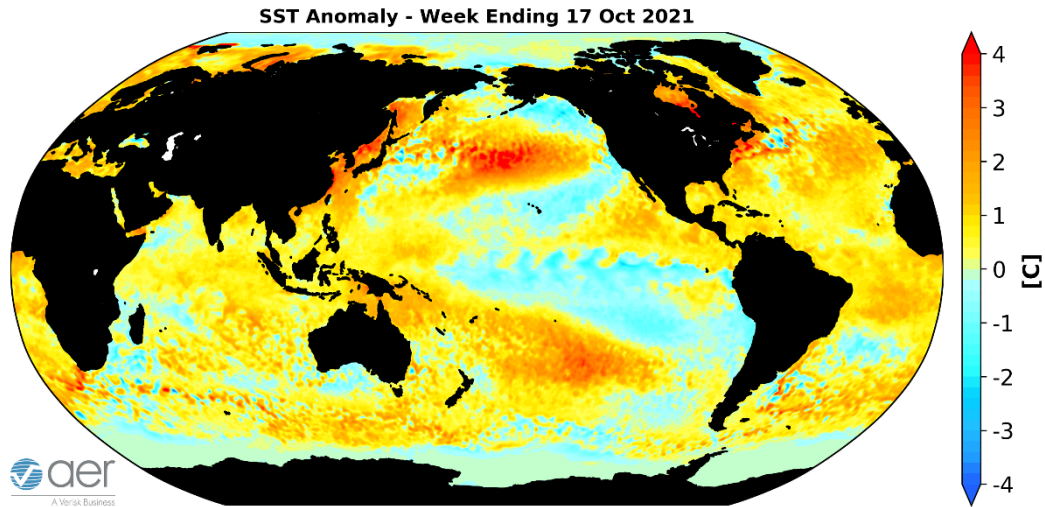 SST Anomaly - Week Ending 17 Oct 2021
4
3
2
1
0
-1
-2
-3
-4
[C]
aer
A Verisk Business